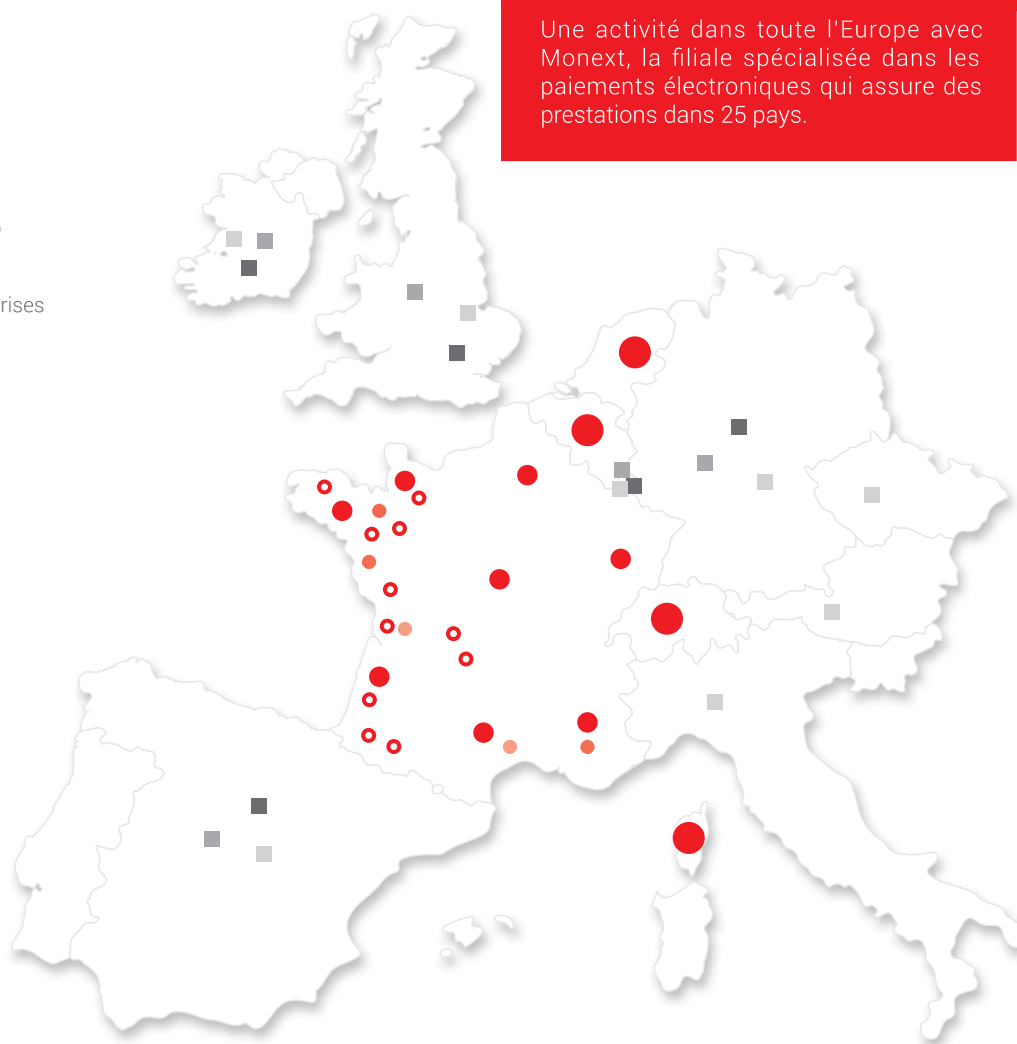 Une activité dans toute l'Europe avec
Monext, la filiale spécialisée dans les
paiements électroniques qui assure des
prestations dans 25 pays.
rises